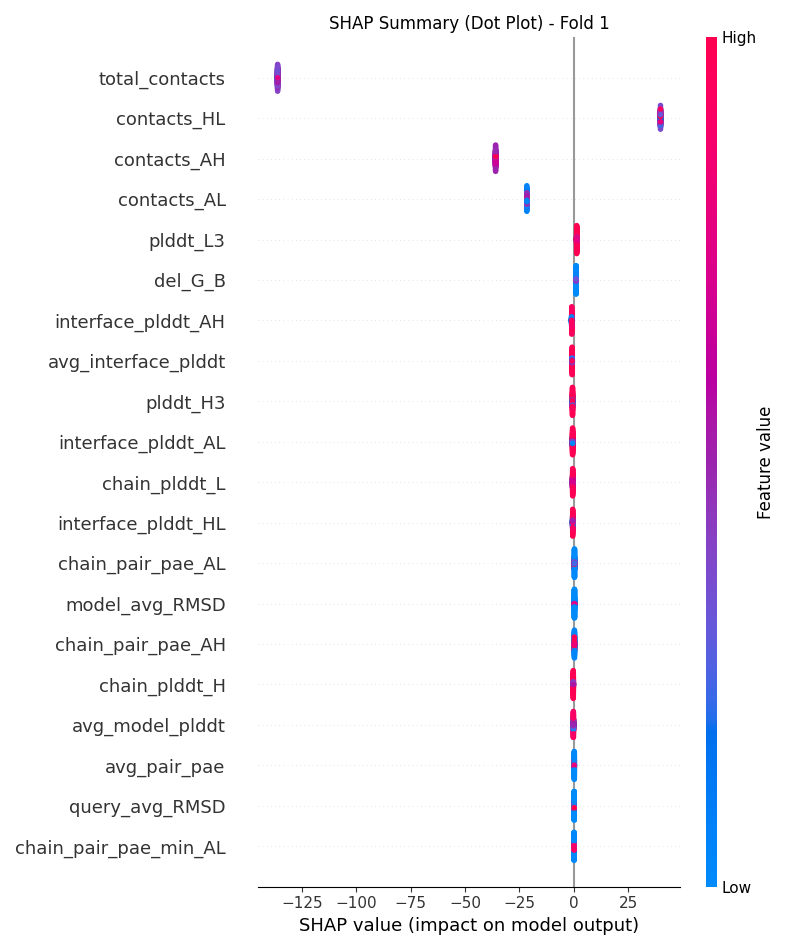 SHAP Summary (Dot Plot) - Fold 1
High
total_contacts
contacts_HL
contacts_AH
contacts_AL
plddt_L3
del_G_B
interface_plddt_AH
avg_interface_plddt
plddt_H3
interface_plddt_AL
chain_plddt_L
interface_plddt_HL
chain_pair_pae_AL
model_avg_RMSD
chain_pair_pae_AH
chain_plddt_H
avg_model_plddt
avg_pair_pae
query_avg_RMSD
chain_pair_pae_min_AL
Feature value
Low
−125 −100 −75 −50 −25 0 25
SHAP value (impact on model output)